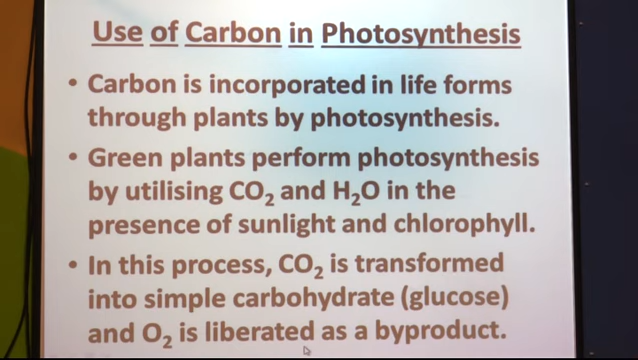 Use of Carbon in Photosynthesis
• Carbon is incorporated in life forms
through plants by photosynthesis.
• Green plants perform photosynthesis
by utilising CO₂ and H₂O in the
presence of sunlight and chlorophyll.
• In this process, CO₂ is transformed
into simple carbohydrate (glucose)
and O₂ is liberated as a byproduct.